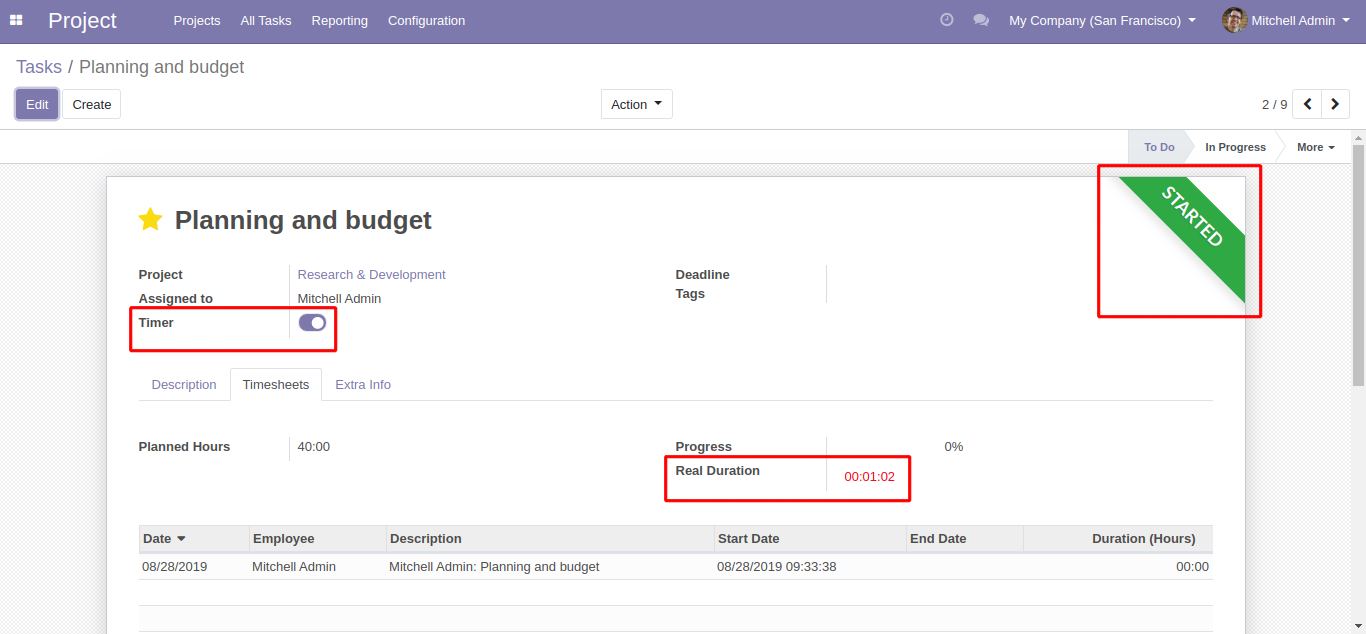 Project Projects All Tasks Reporting Configuration My Company (San Francisco) Mitchell Admin
Tasks / Planning and budget
Edit Create Action 2 / 9
To Do In Progress More
STARTED
Planning and budget
Project Research & Development Deadline
Assigned to Mitchell Admin Tags
Timer
Description Timesheets Extra Info
Planned Hours 40:00 Progress 0%
Real Duration 00:01:02
Date Employee Description Start Date End Date Duration (Hours)
08/28/2019 Mitchell Admin Mitchell Admin: Planning and budget 08/28/2019 09:33:38 00:00